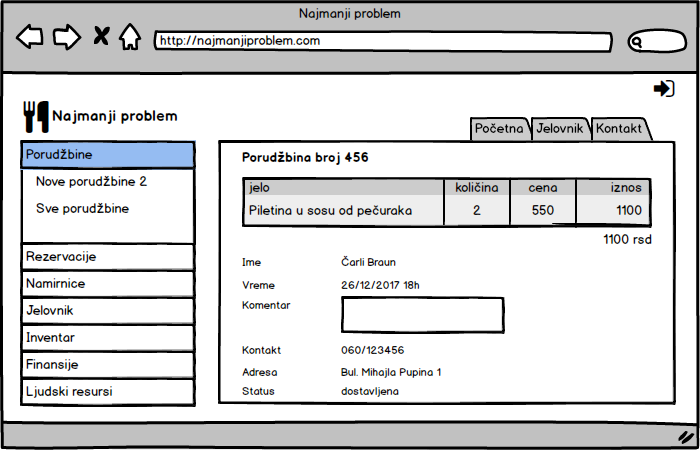 Najmanji problem
http://najmanjiproblem.com
Najmanji problem
Početna Jelovnik Kontakt
Porudžbine
Nove porudžbine 2
Sve porudžbine
Rezervacije
Namirnice
Jelovnik
Inventar
Finansije
Ljudski resursi
Porudžbina broj 456
jelo količina cena iznos
Piletina u sosu od pečuraka 2 550 1100
1100 rsd
Ime Čarli Braun
Vreme 26/12/2017 18h
Komentar
Kontakt 060/123456
Adresa Bul. Mihajla Pupina 1
Status dostavljena